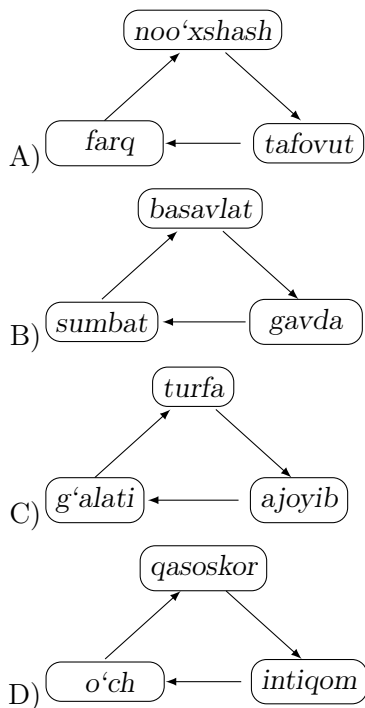 noo‘xshash
A) farq tafovut
basavlat
B) sumbat gavda
turfa
C) g‘alati ajoyib
qasoskor
D) o‘ch intiqom